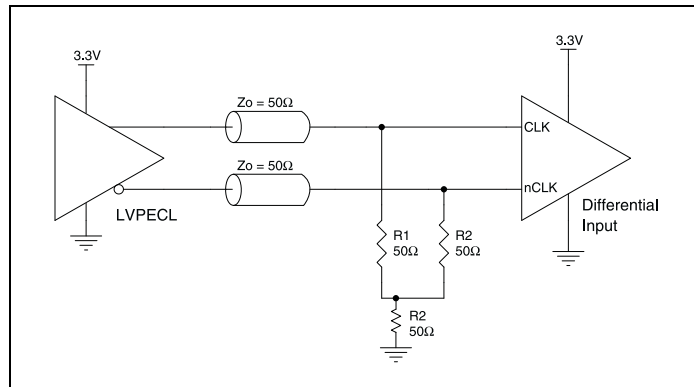 3.3V
3.3V
Zo = 50Ω
CLK
Zo = 50Ω
nCLK
LVPECL
Differential
Input
R1
50Ω
R2
50Ω
R2
50Ω